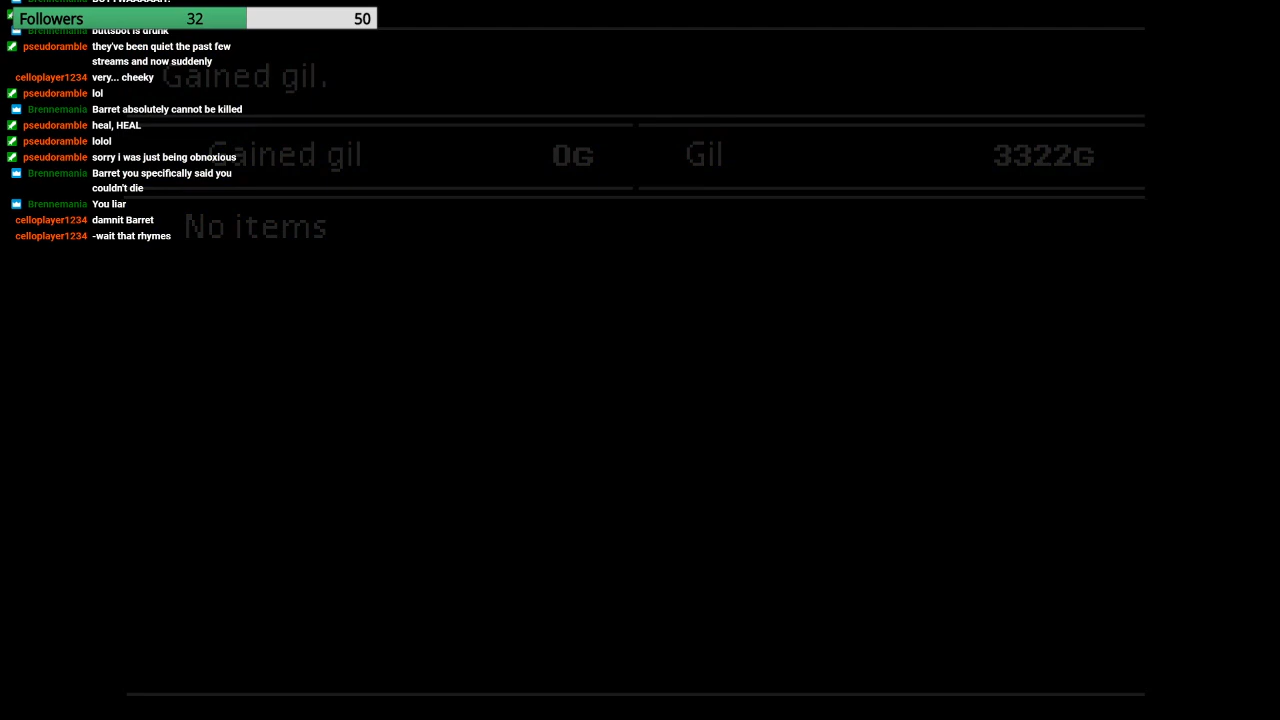 Followers 32 50
buttsbot is drunk
pseudoramble they've been quiet the past few
streams and now suddenly
celloplayer1234 very... cheeky
pseudoramble lol
Brennemania Barret absolutely cannot be killed
pseudoramble heal, HEAL
pseudoramble lolol
pseudoramble sorry i was just being obnoxious
Brennemania Barret you specifically said you
couldn't die
Brennemania You liar
celloplayer1234 damnit Barret
celloplayer1234 -wait that rhymes
Gained gil.
Gained gil 0G Gil 3322G
No items